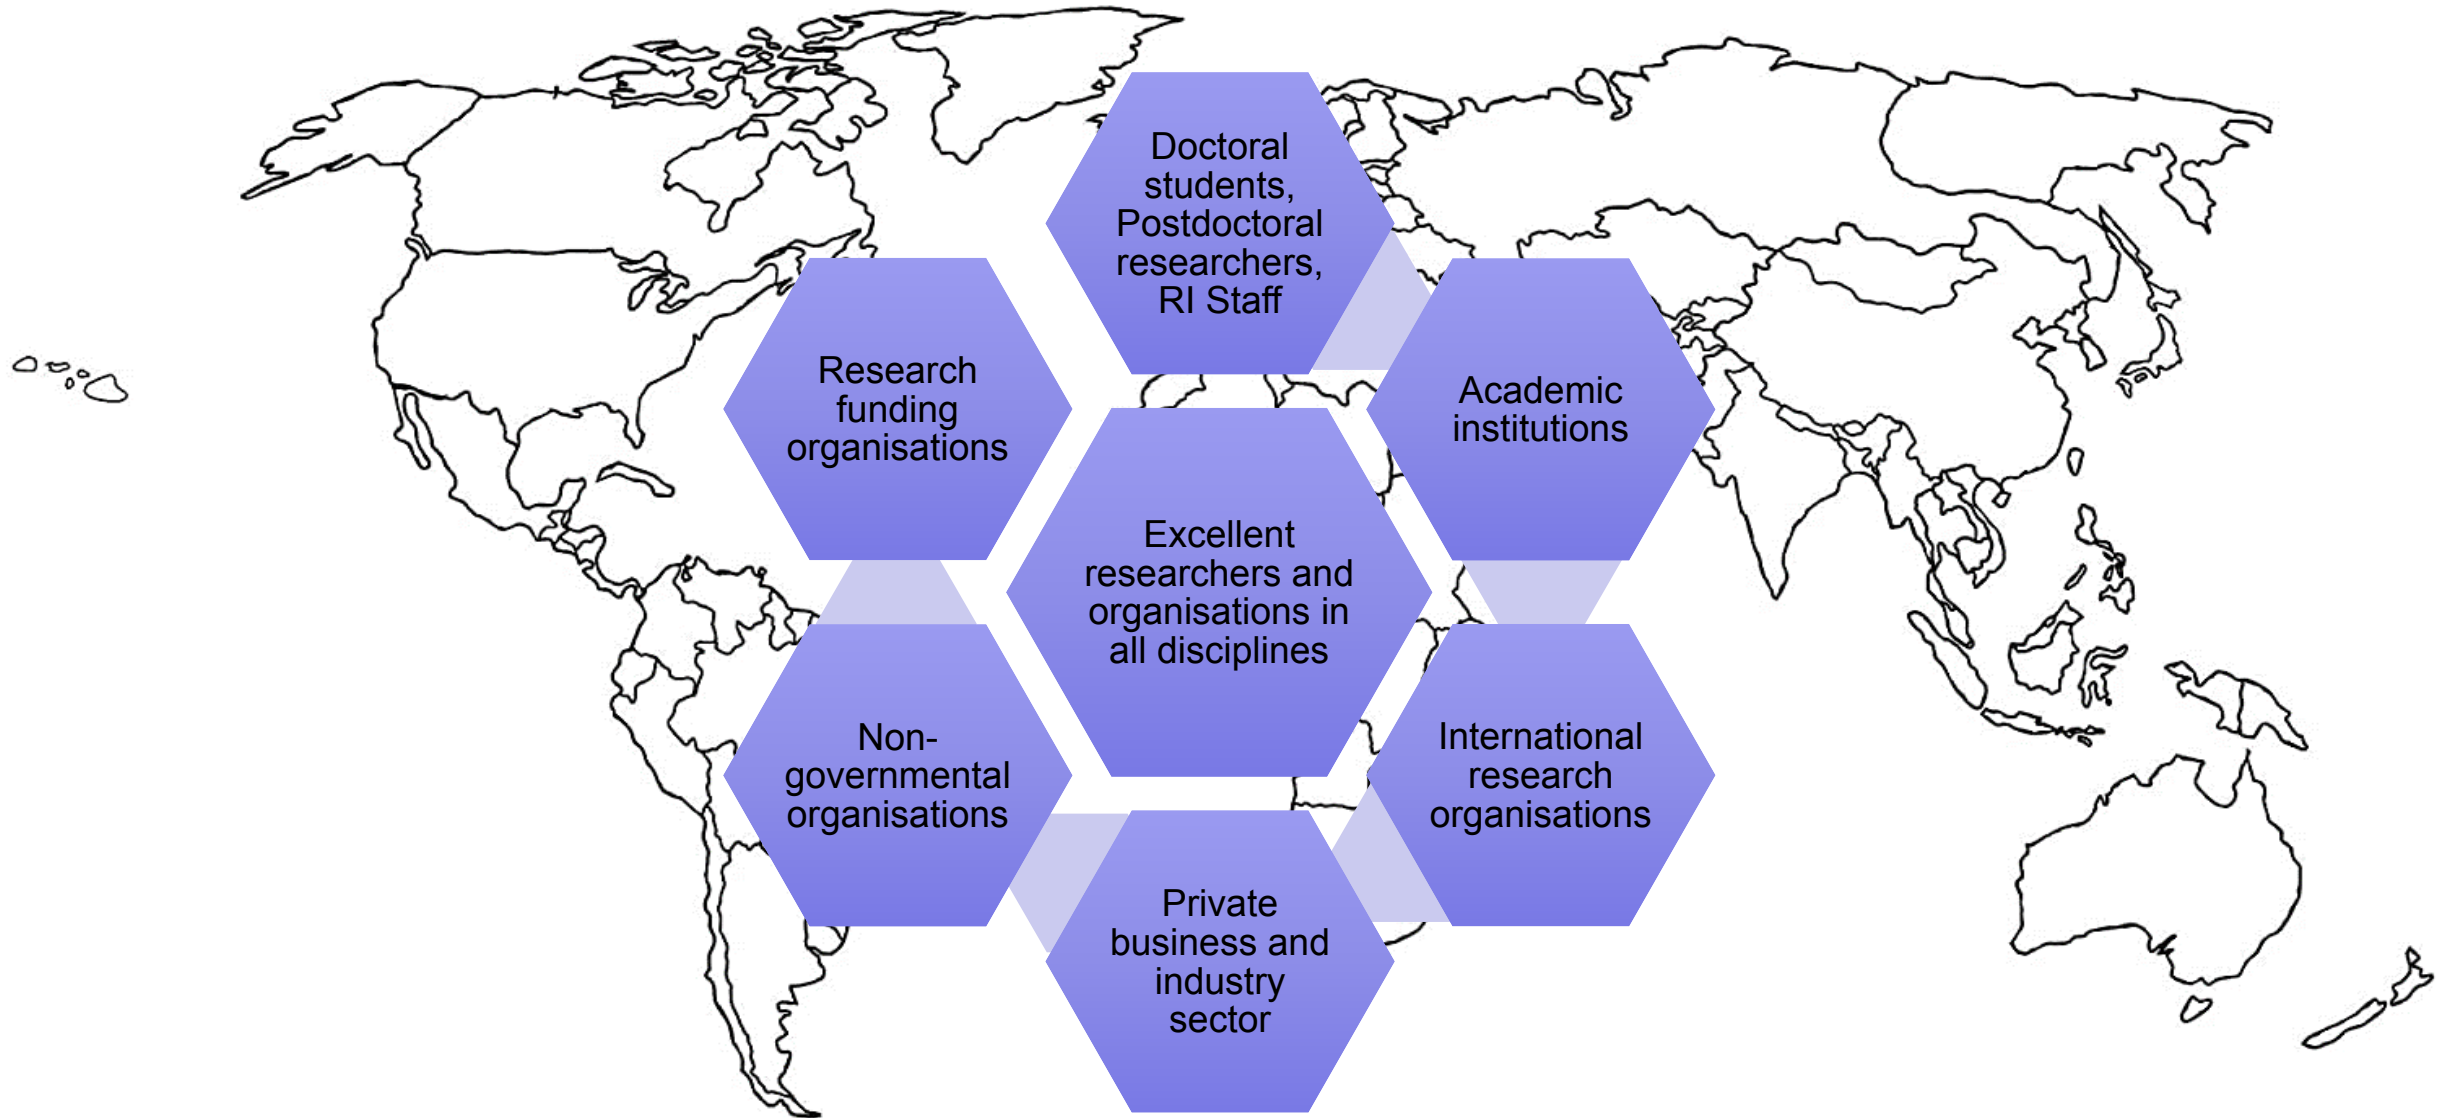 Doctoral
students,
Postdoctoral
researchers,
RI Staff
Research
funding
organisations
Academic
institutions
Excellent
researchers and
organisations in
all disciplines
Non-
governmental
organisations
International
research
organisations
Private
business and
industry
sector